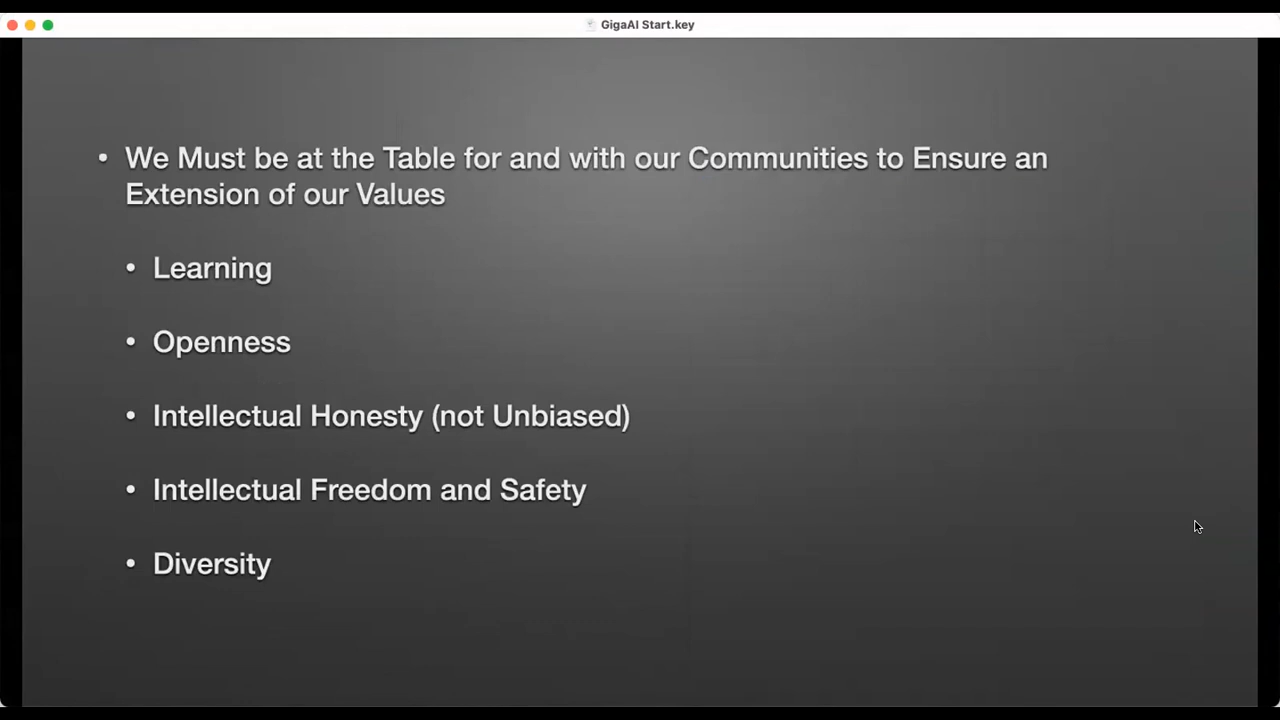 GigaAI Start.key
• We Must be at the Table for and with our Communities to Ensure an
Extension of our Values
• Learning
• Openness
• Intellectual Honesty (not Unbiased)
• Intellectual Freedom and Safety
• Diversity